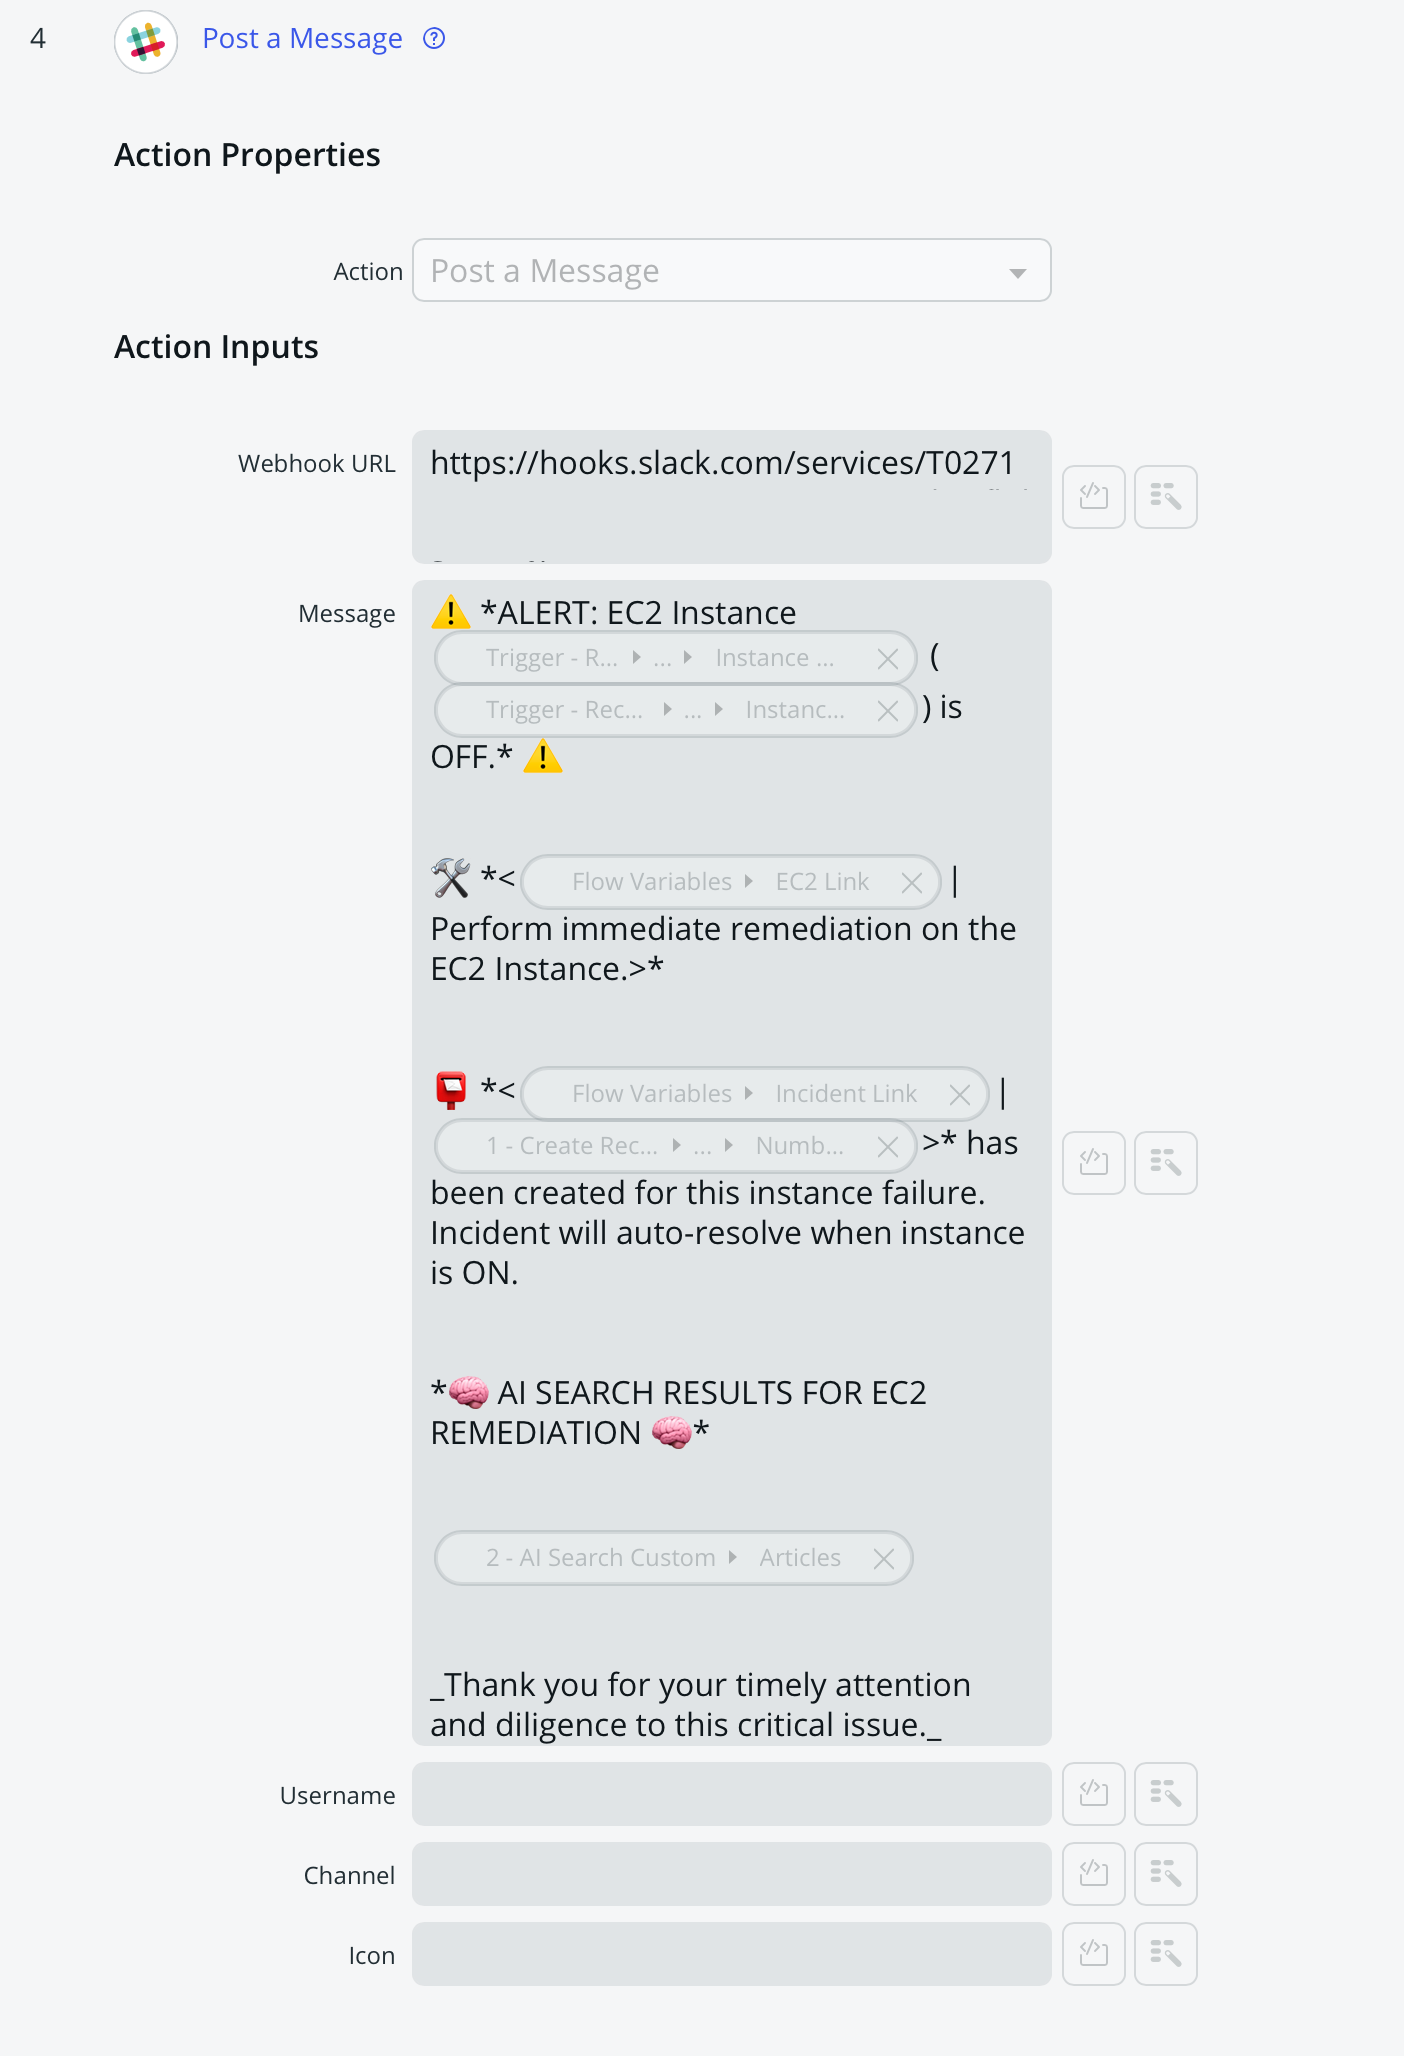 4
Post a Message
Action Properties
Action
Post a Message
Action Inputs
Webhook URL
https://hooks.slack.com/services/T0271
Message
⚠️ *ALERT: EC2 Instance
Trigger - R... ▸ ... ▸ Instance ... (
Trigger - Rec... ▸ ... ▸ Instanc... ) is
OFF.* ⚠️
🛠️ *< Flow Variables ▸ EC2 Link |
Perform immediate remediation on the
EC2 Instance.>*
📮 *< Flow Variables ▸ Incident Link |
1 - Create Rec... ▸ ... ▸ Numb... >* has
been created for this instance failure.
Incident will auto-resolve when instance
is ON.
*🧠 AI SEARCH RESULTS FOR EC2
REMEDIATION 🧠*
2 - AI Search Custom ▸ Articles
_Thank you for your timely attention
and diligence to this critical issue._
Username
Channel
Icon